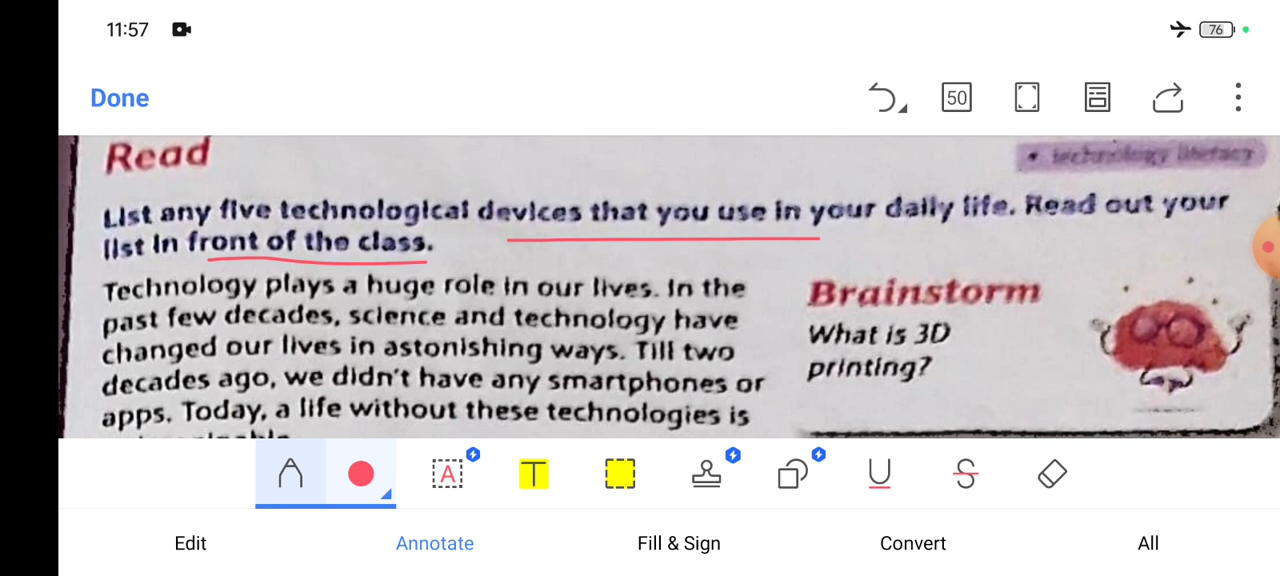 11:57
76
Done
50
Read
• technology literacy
List any five technological devices that you use in your daily life. Read out your
list in front of the class.
Technology plays a huge role in our lives. In the
past few decades, science and technology have
changed our lives in astonishing ways. Till two
decades ago, we didn't have any smartphones or
apps. Today, a life without these technologies is
Brainstorm
What is 3D
printing?
A
T
U
S
Edit
Annotate
Fill & Sign
Convert
All